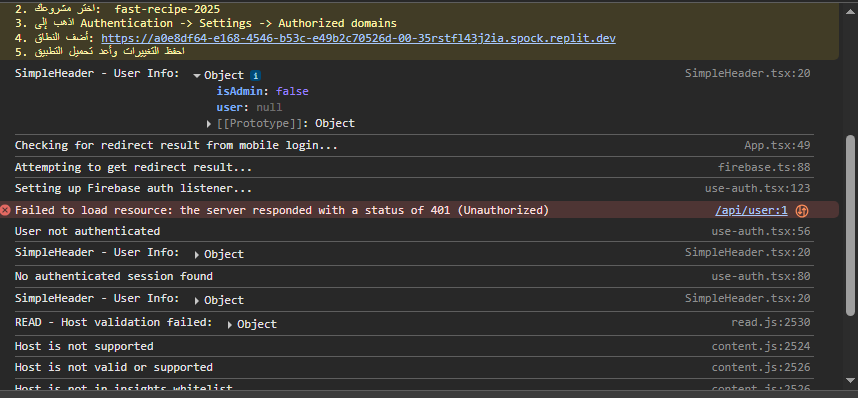 2. اختر مشروعك: fast-recipe-2025
3. اذهب إلى Authentication -> Settings -> Authorized domains
4. أضف النطاق: https://a0e8df64-e168-4546-b53c-e49b2c70526d-00-35rstf143j2ia.spock.replit.dev
5. احفظ التغييرات وأعد تحميل التطبيق
SimpleHeader - User Info: Object SimpleHeader.tsx:20
isAdmin: false
user: null
[[Prototype]]: Object
Checking for redirect result from mobile login... App.tsx:49
Attempting to get redirect result... firebase.ts:88
Setting up Firebase auth listener... use-auth.tsx:123
Failed to load resource: the server responded with a status of 401 (Unauthorized) /api/user:1
User not authenticated use-auth.tsx:56
SimpleHeader - User Info: Object SimpleHeader.tsx:20
No authenticated session found use-auth.tsx:80
SimpleHeader - User Info: Object SimpleHeader.tsx:20
READ - Host validation failed: Object read.js:2530
Host is not supported content.js:2524
Host is not valid or supported content.js:2526
Host is not in insights whitelist content.js:2526